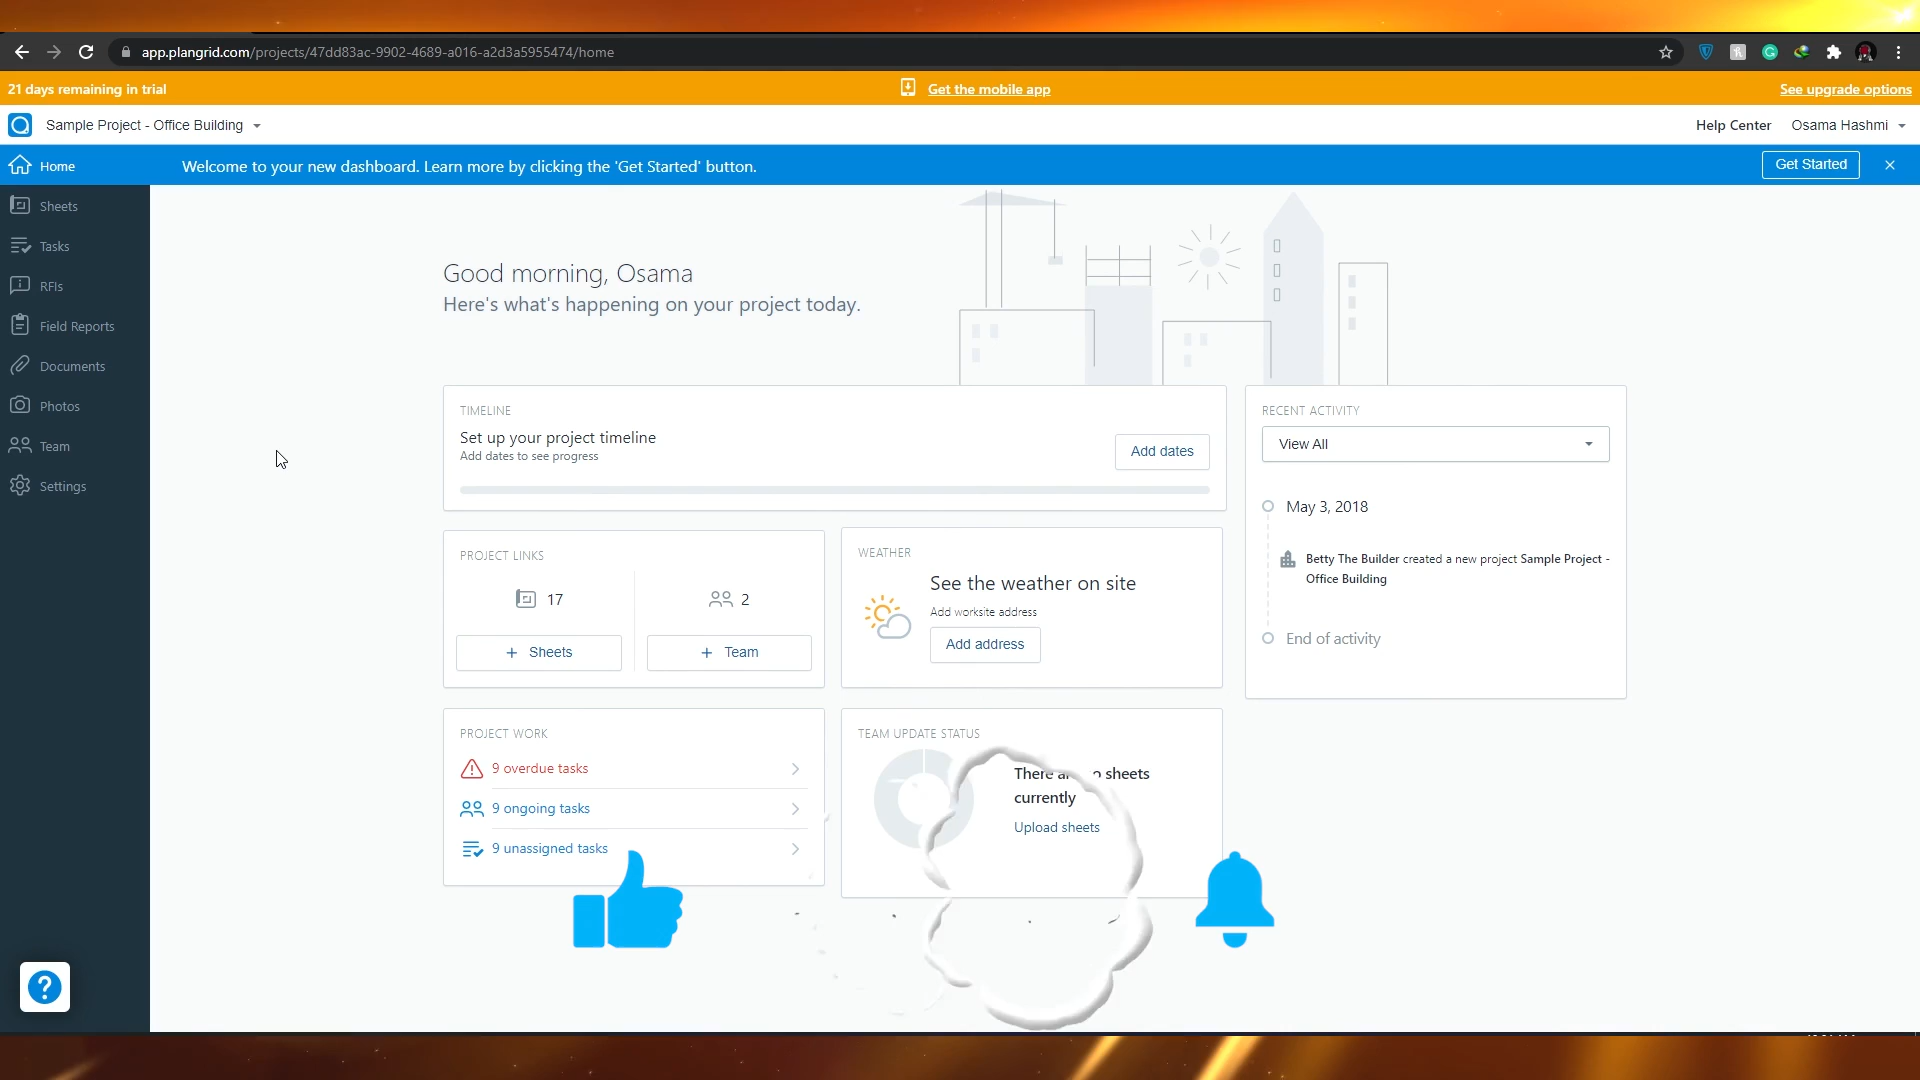 app.plangrid.com/projects/47dd83ac-9902-4689-a016-a2d3a5955474/home
21 days remaining in trial
Get the mobile app
See upgrade options
Sample Project - Office Building
Help Center
Osama Hashmi
Home
Welcome to your new dashboard. Learn more by clicking the 'Get Started' button.
Get Started
Sheets
Tasks
RFIs
Field Reports
Documents
Photos
Team
Settings
Good morning, Osama
Here's what's happening on your project today.
TIMELINE
Set up your project timeline
Add dates to see progress
Add dates
RECENT ACTIVITY
View All
May 3, 2018
Betty The Builder created a new project Sample Project -
Office Building
End of activity
PROJECT LINKS
17
2
+ Sheets
+ Team
WEATHER
See the weather on site
Add worksite address
Add address
PROJECT WORK
9 overdue tasks
9 ongoing tasks
9 unassigned tasks
TEAM UPDATE STATUS
There sheets
currently
Upload sheets